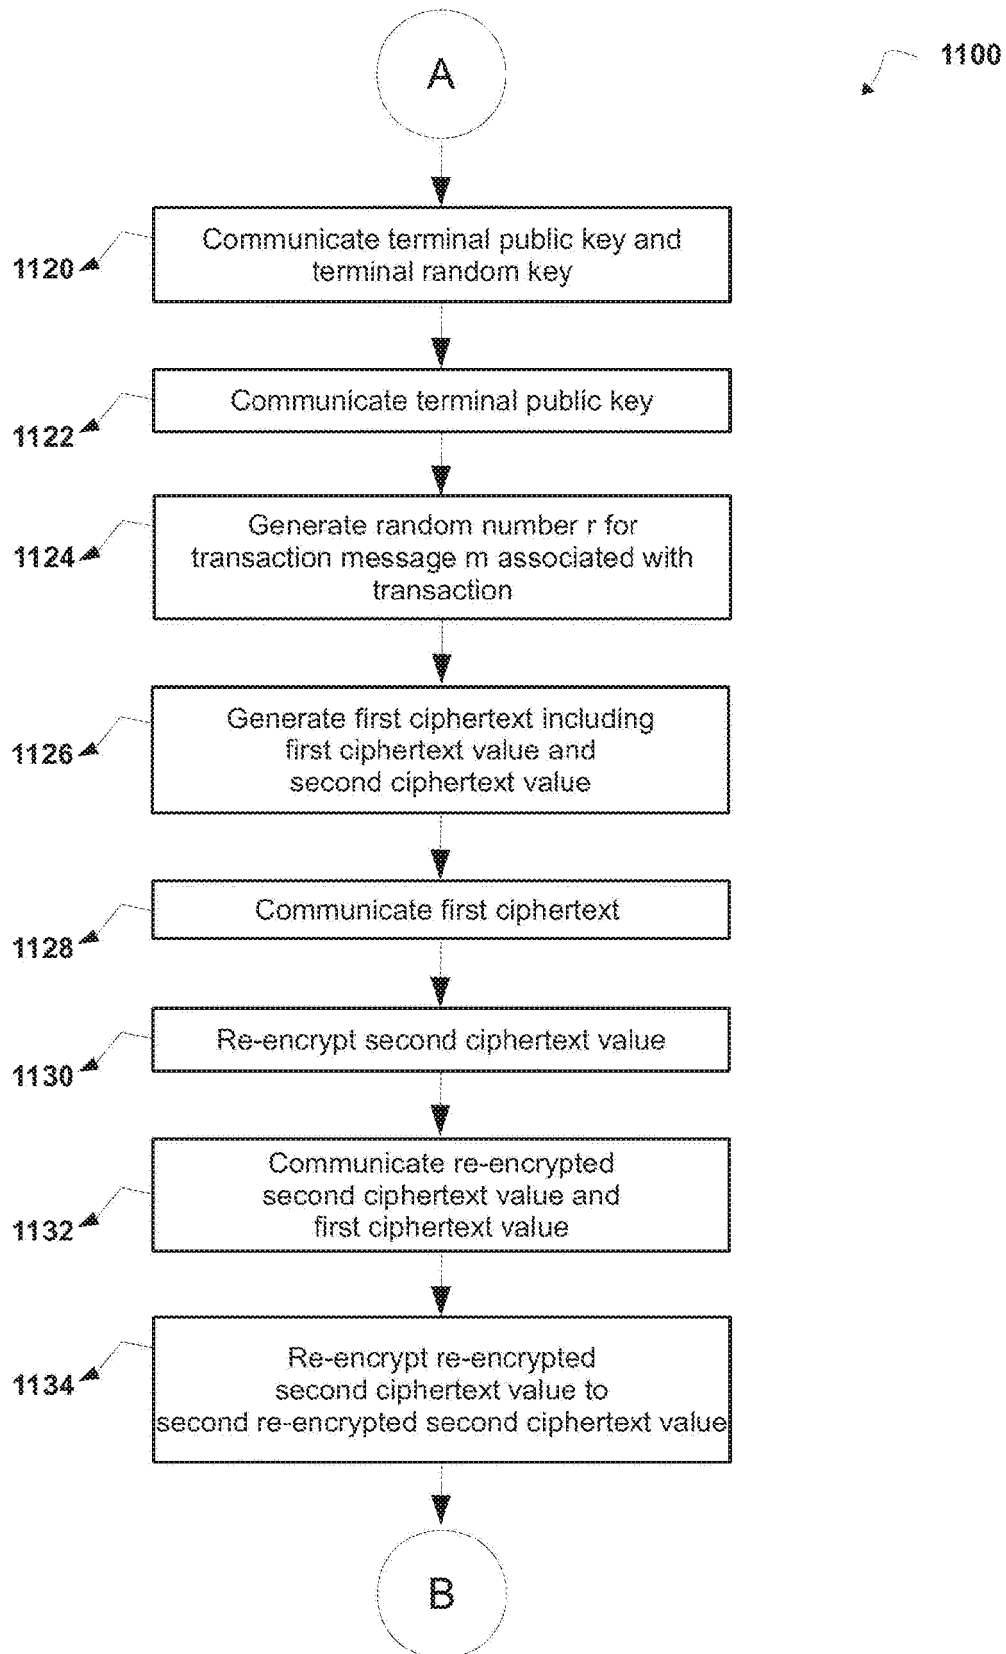 A
1100
1120
Communicate terminal public key and
terminal random key
1122
Communicate terminal public key
1124
Generate random number r for
transaction message m associated with
transaction
1126
Generate first ciphertext including
first ciphertext value and
second ciphertext value
1128
Communicate first ciphertext
1130
Re-encrypt second ciphertext value
1132
Communicate re-encrypted
second ciphertext value and
first ciphertext value
1134
Re-encrypt re-encrypted
second ciphertext value to
second re-encrypted second ciphertext value
B